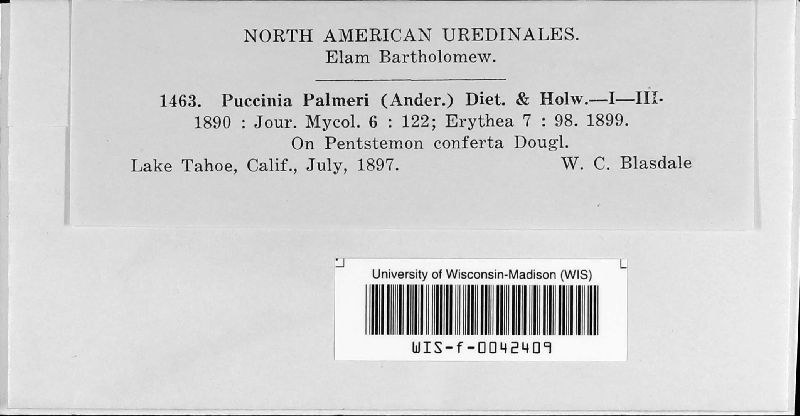 NORTH AMERICAN UREDINALES.
Elam Bartholomew.
1463. Puccinia Palmeri (Ander.) Diet. & Holw.—I—III.
1890 : Jour. Mycol. 6 : 122; Erythea 7 : 98. 1899.
On Pentstemon conferta Dougl.
Lake Tahoe, Calif., July, 1897. W. C. Blasdale
University of Wisconsin-Madison (WIS)
WIS-f-0042409